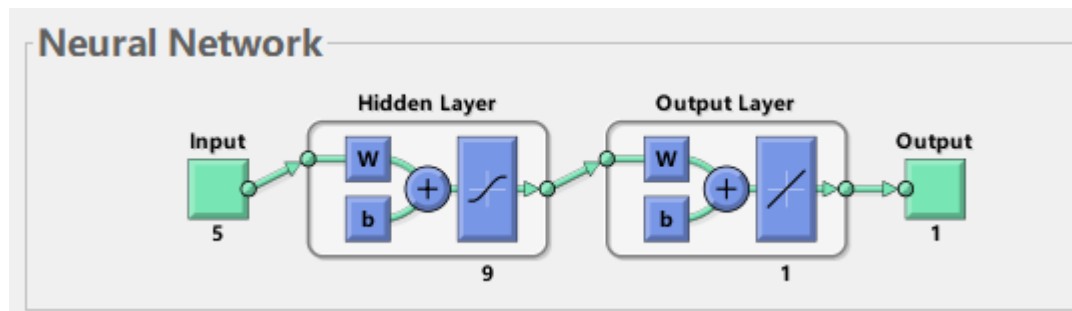 Neural Network
Hidden Layer
Output Layer
Input
Output
W
b
+
W
b
+
5
9
1
1